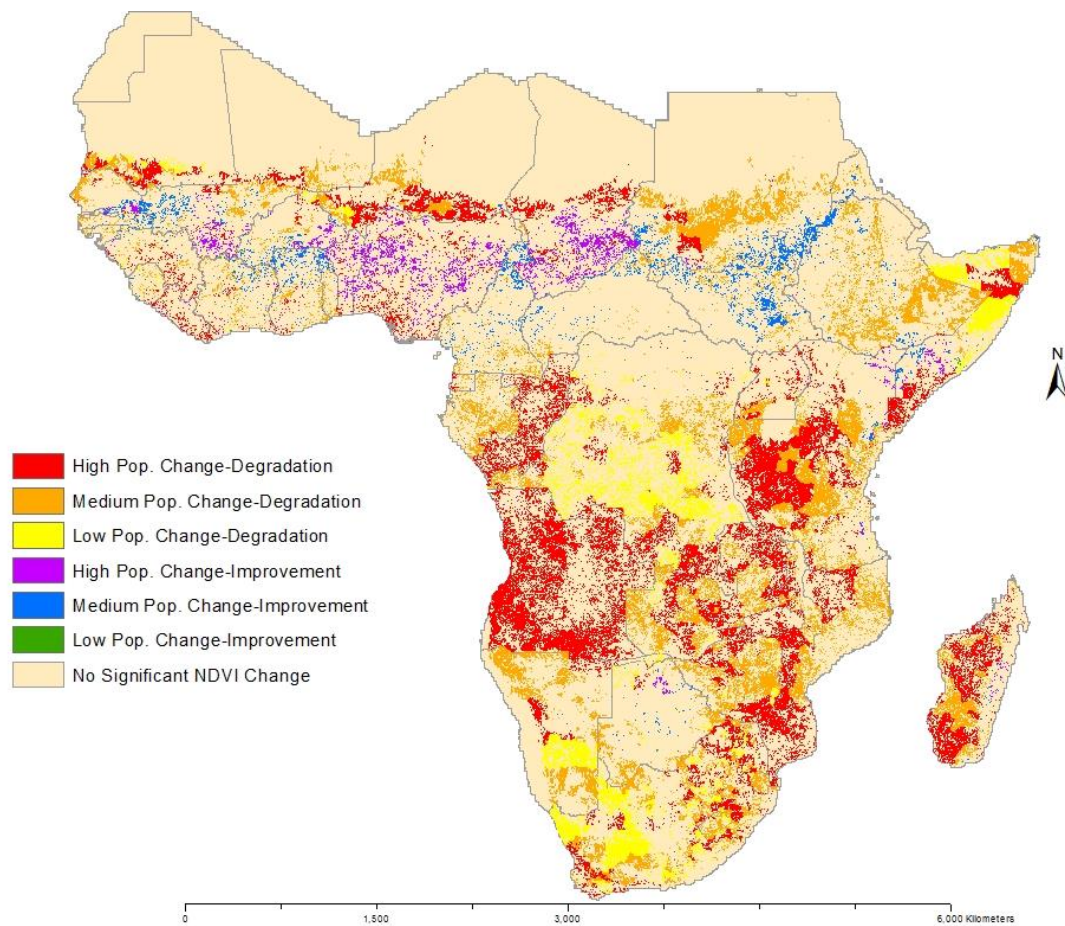 N
High Pop. Change-Degradation
Medium Pop. Change-Degradation
Low Pop. Change-Degradation
High Pop. Change-Improvement
Medium Pop. Change-Improvement
Low Pop. Change-Improvement
No Significant NDVI Change
0 1,500 3,000 6,000 Kilometers